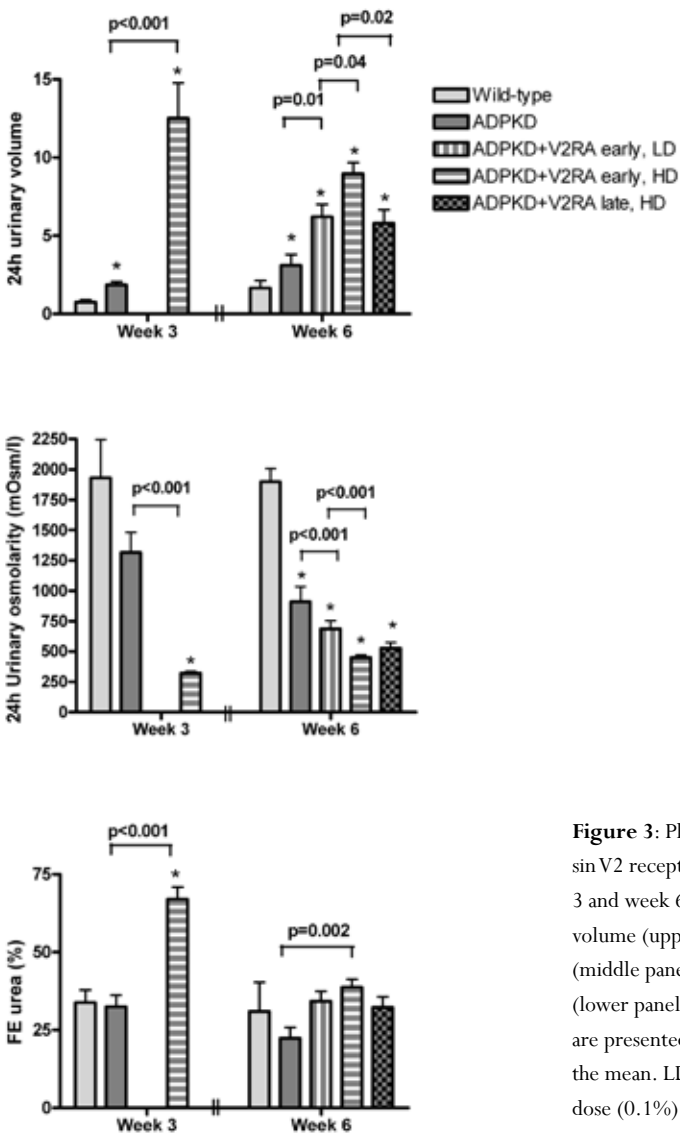 p<0.001
p=0.02
p=0.04
p=0.01
* * * * * *
15
10
5
0
24h urinary volume
Week 3
Week 6
Wild-type
ADPKD
ADPKD+V2RA early, LD
ADPKD+V2RA early, HD
ADPKD+V2RA late, HD
2250
2000
1750
1500
1250
1000
750
500
250
0
24h Urinary osmolarity (mOsm/l)
p<0.001
p<0.001
p<0.001
* * * * *
Week 3
Week 6
p<0.001
p=0.002
*
75
50
25
0
FE urea (%)
Week 3
Week 6
Figure 3:
sin V2 recept
3 and week 6
volume (upp
(middle pane
(lower panel
are presented
the mean. LD
dose (0.1%)